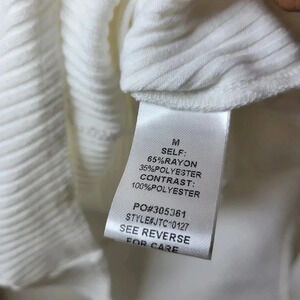 M
SELF:
65%RAYON
35%POLYESTER
CONTRAST:
100%POLYESTER
PO#305361
STYLE#JTC10127
SEE REVERSE
FOR CARE